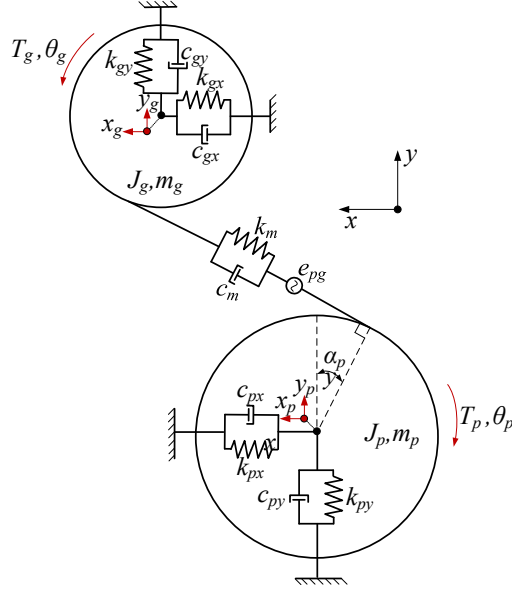 T_g, θ_g
k_gy
c_gy
k_gx
y_g
x_g
c_gx
J_g, m_g
y
x
k_m
c_m
e_pg
α_p
y
c_px
y_p
x_p
x
k_px
J_p, m_p
T_p, θ_p
c_py
k_py